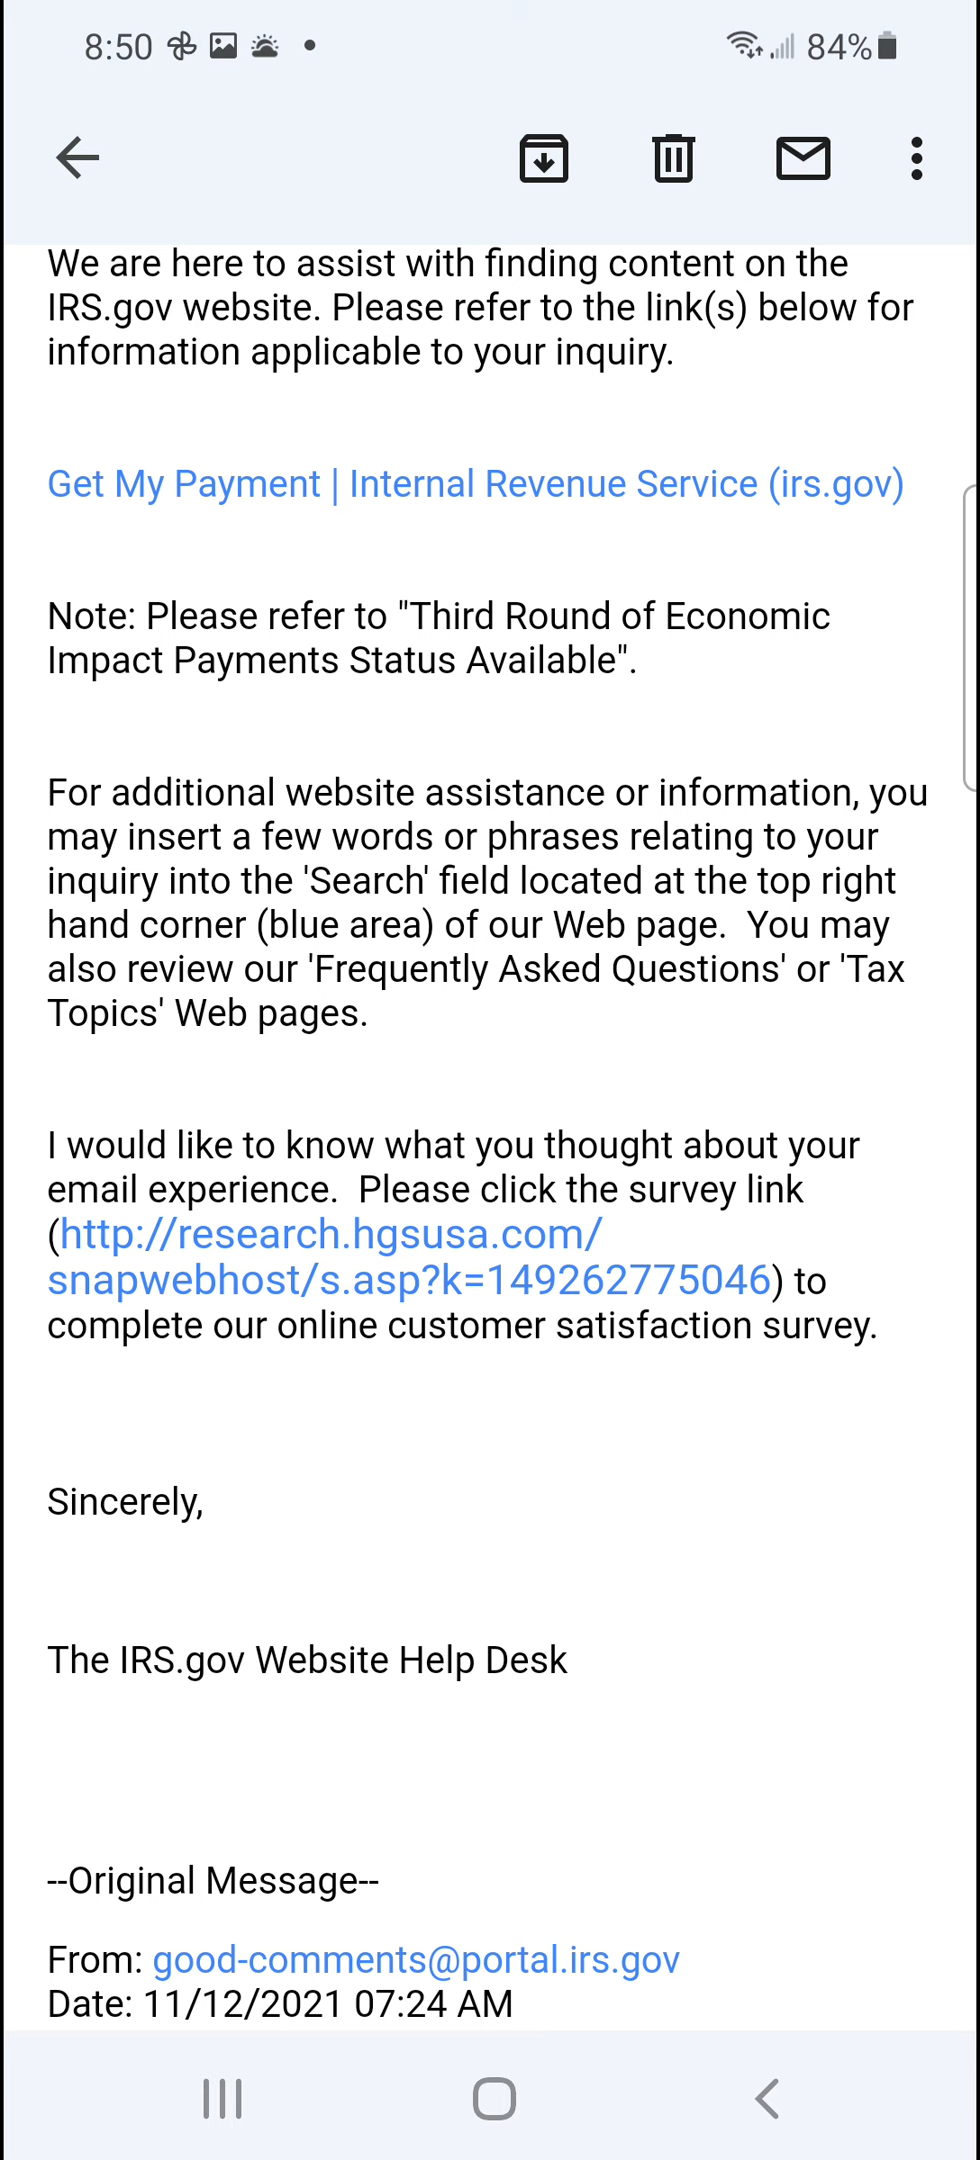 8:50
84%
We are here to assist with finding content on the
IRS.gov website. Please refer to the link(s) below for
information applicable to your inquiry.
Get My Payment | Internal Revenue Service (irs.gov)
Note: Please refer to "Third Round of Economic
Impact Payments Status Available".
For additional website assistance or information, you
may insert a few words or phrases relating to your
inquiry into the 'Search' field located at the top right
hand corner (blue area) of our Web page.  You may
also review our 'Frequently Asked Questions' or 'Tax
Topics' Web pages.
I would like to know what you thought about your
email experience.  Please click the survey link
(http://research.hgsusa.com/
snapwebhost/s.asp?k=149262775046) to
complete our online customer satisfaction survey.
Sincerely,
The IRS.gov Website Help Desk
--Original Message--
From: good-comments@portal.irs.gov
Date: 11/12/2021 07:24 AM